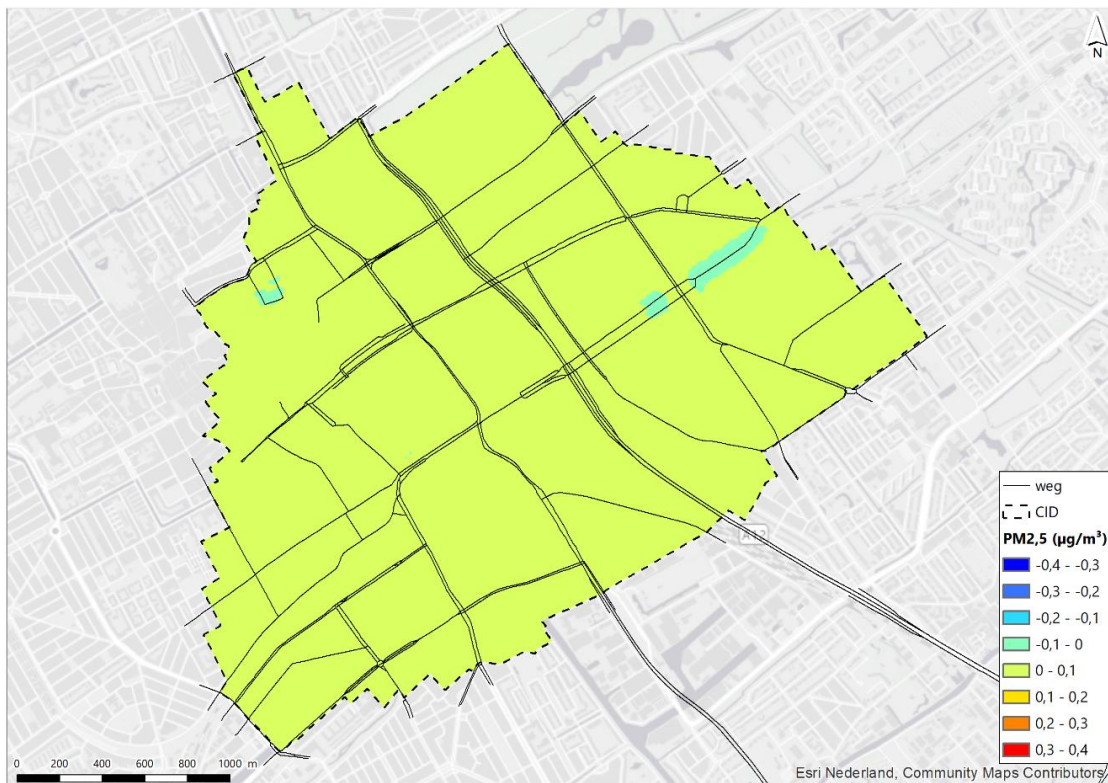 N
A12
weg
CID
PM2,5 (µg/m³)
-0,4 - -0,3
-0,3 - -0,2
-0,2 - -0,1
-0,1 - 0
0 - 0,1
0,1 - 0,2
0,2 - 0,3
0,3 - 0,4
0 200 400 600 800 1000 m
Esri Nederland, Community Maps Contributors